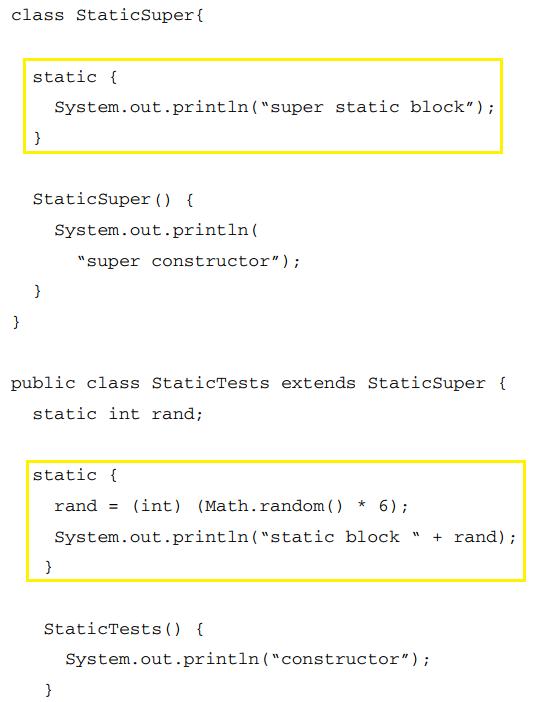 class StaticSuper{
static {
System.out.println(“super static block”);
}
StaticSuper() {
System.out.println(
“super constructor”);
}
}
public class StaticTests extends StaticSuper {
static int rand;
static {
rand = (int) (Math.random() * 6);
System.out.println(“static block “ + rand);
}
StaticTests() {
System.out.println(“constructor”);
}